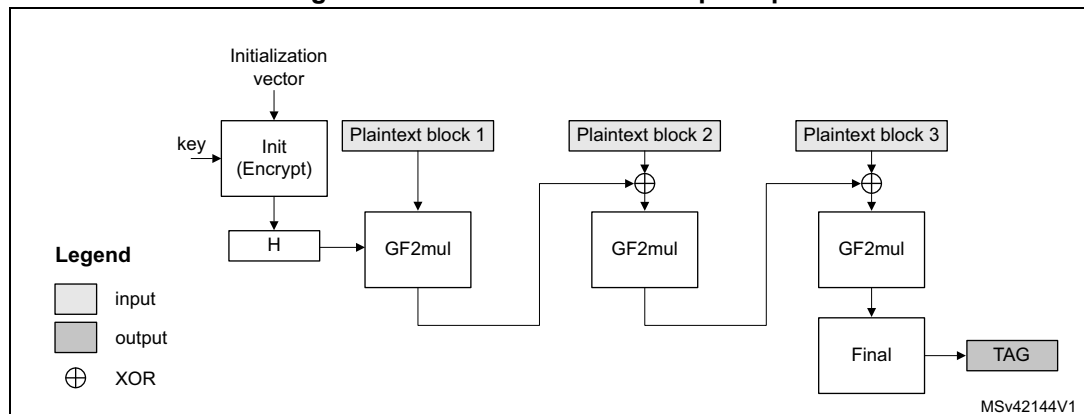 Initialization
vector
key
Init
(Encrypt)
Plaintext block 1
Plaintext block 2
Plaintext block 3
H
GF2mul
GF2mul
GF2mul
Legend
input
output
XOR
Final
TAG
MSv42144V1